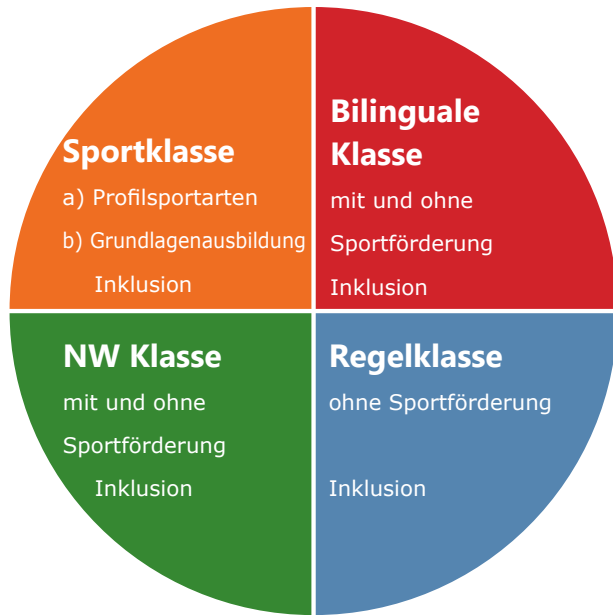 Sportklasse
a) Profilsportarten
b) Grundlagenausbildung
Inklusion
Bilinguale
Klasse
mit und ohne
Sportförderung
Inklusion
NW Klasse
mit und ohne
Sportförderung
Inklusion
Regelklasse
ohne Sportförderung
Inklusion